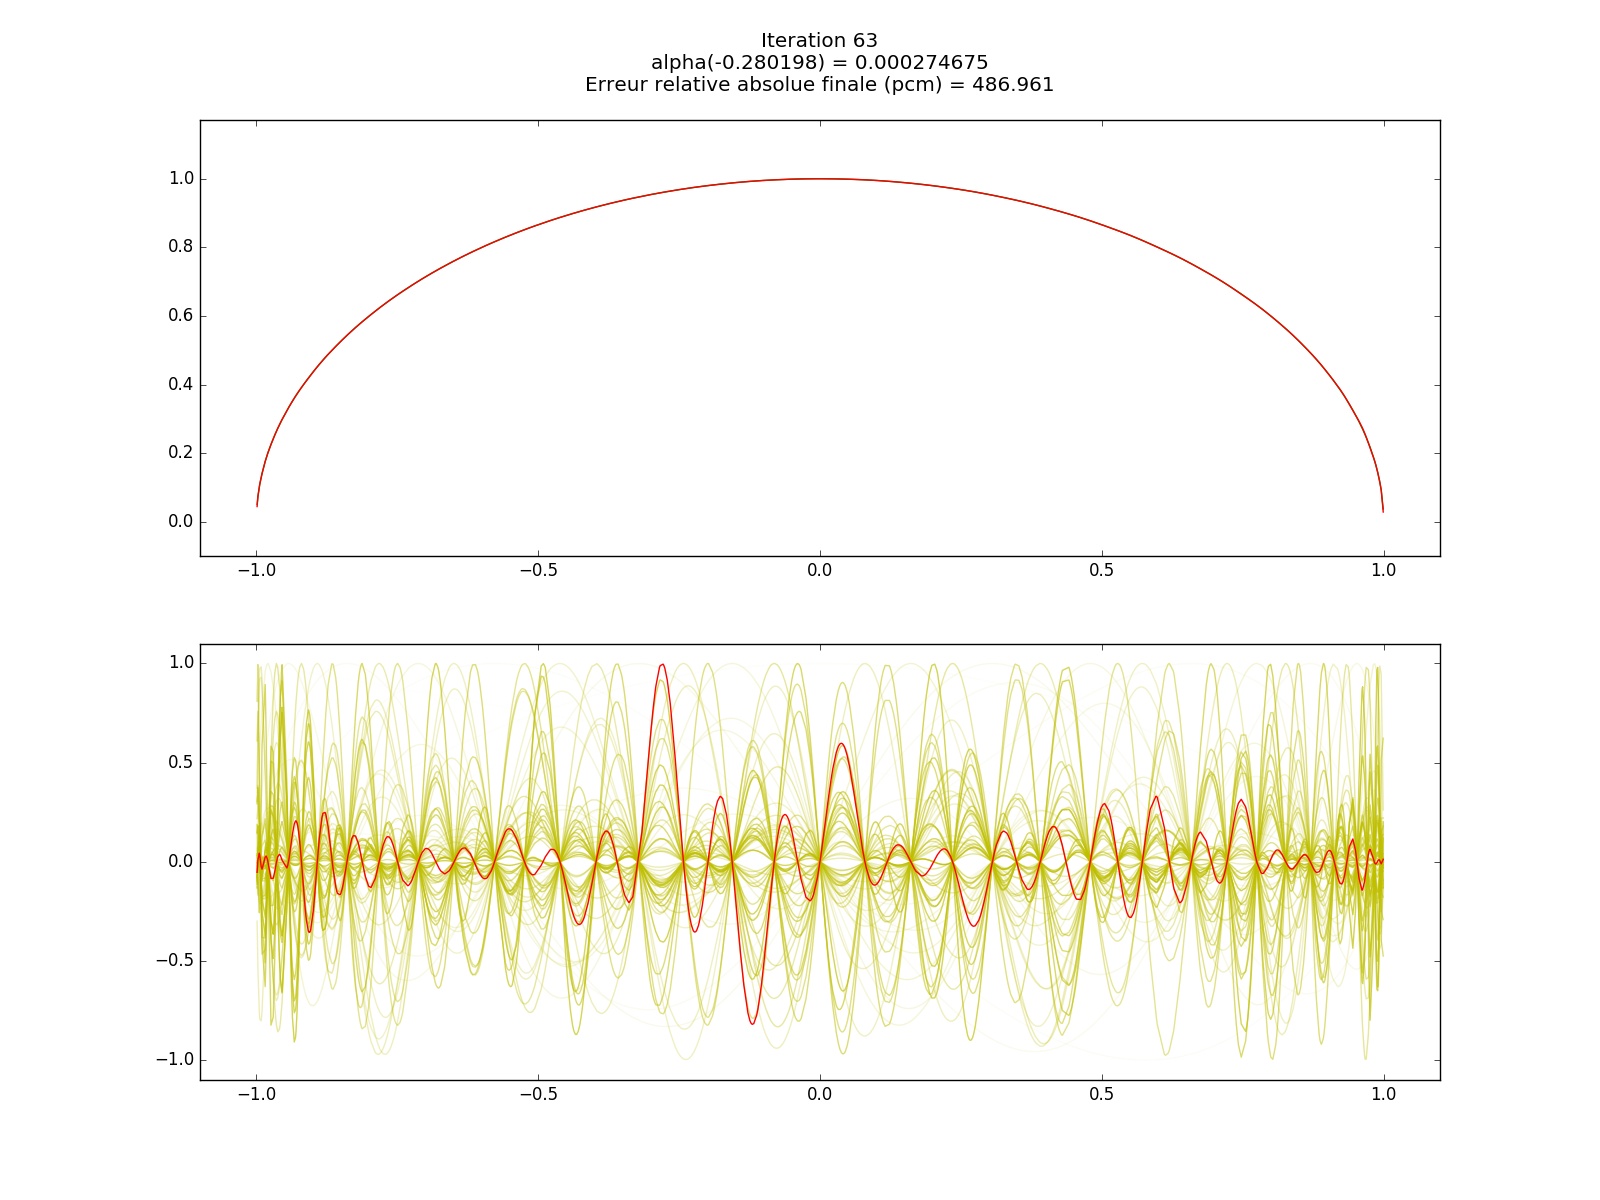 Iteration 63
alpha(-0.280198) = 0.000274675
Erreur relative absolue finale (pcm) = 486.961
1.0
0.8
0.6
0.4
0.2
0.0
−1.0 −0.5 0.0 0.5 1.0
1.0
0.5
0.0
−0.5
−1.0
−1.0 −0.5 0.0 0.5 1.0